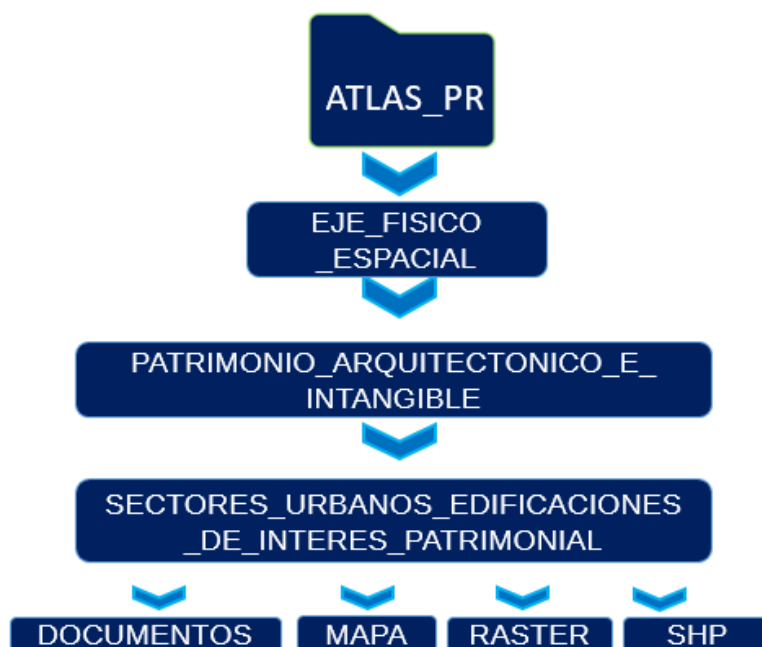 ATLAS_PR
EJE_FISICO
_ESPACIAL
PATRIMONIO_ARQUITECTONICO_E_
INTANGIBLE
SECTORES_URBANOS_EDIFICACIONES
_DE_INTERES_PATRIMONIAL
DOCUMENTOS MAPA RASTER SHP